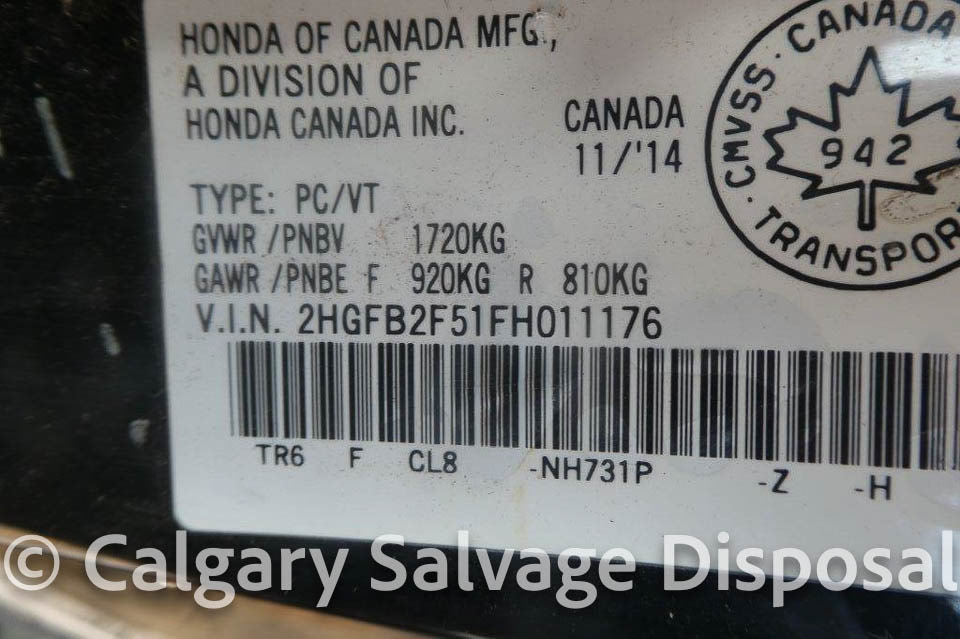 HONDA OF CANADA MFG.,
A DIVISION OF
HONDA CANADA INC.
CANADA
11/'14
CMVSS · CANADA
942
· TRANSPOR
TYPE: PC/VT
GVWR /PNBV 1720KG
GAWR /PNBE F 920KG R 810KG
V.I.N. 2HGFB2F51FH011176
TR6 F CL8 -NH731P -Z -H
© Calgary Salvage Disposal